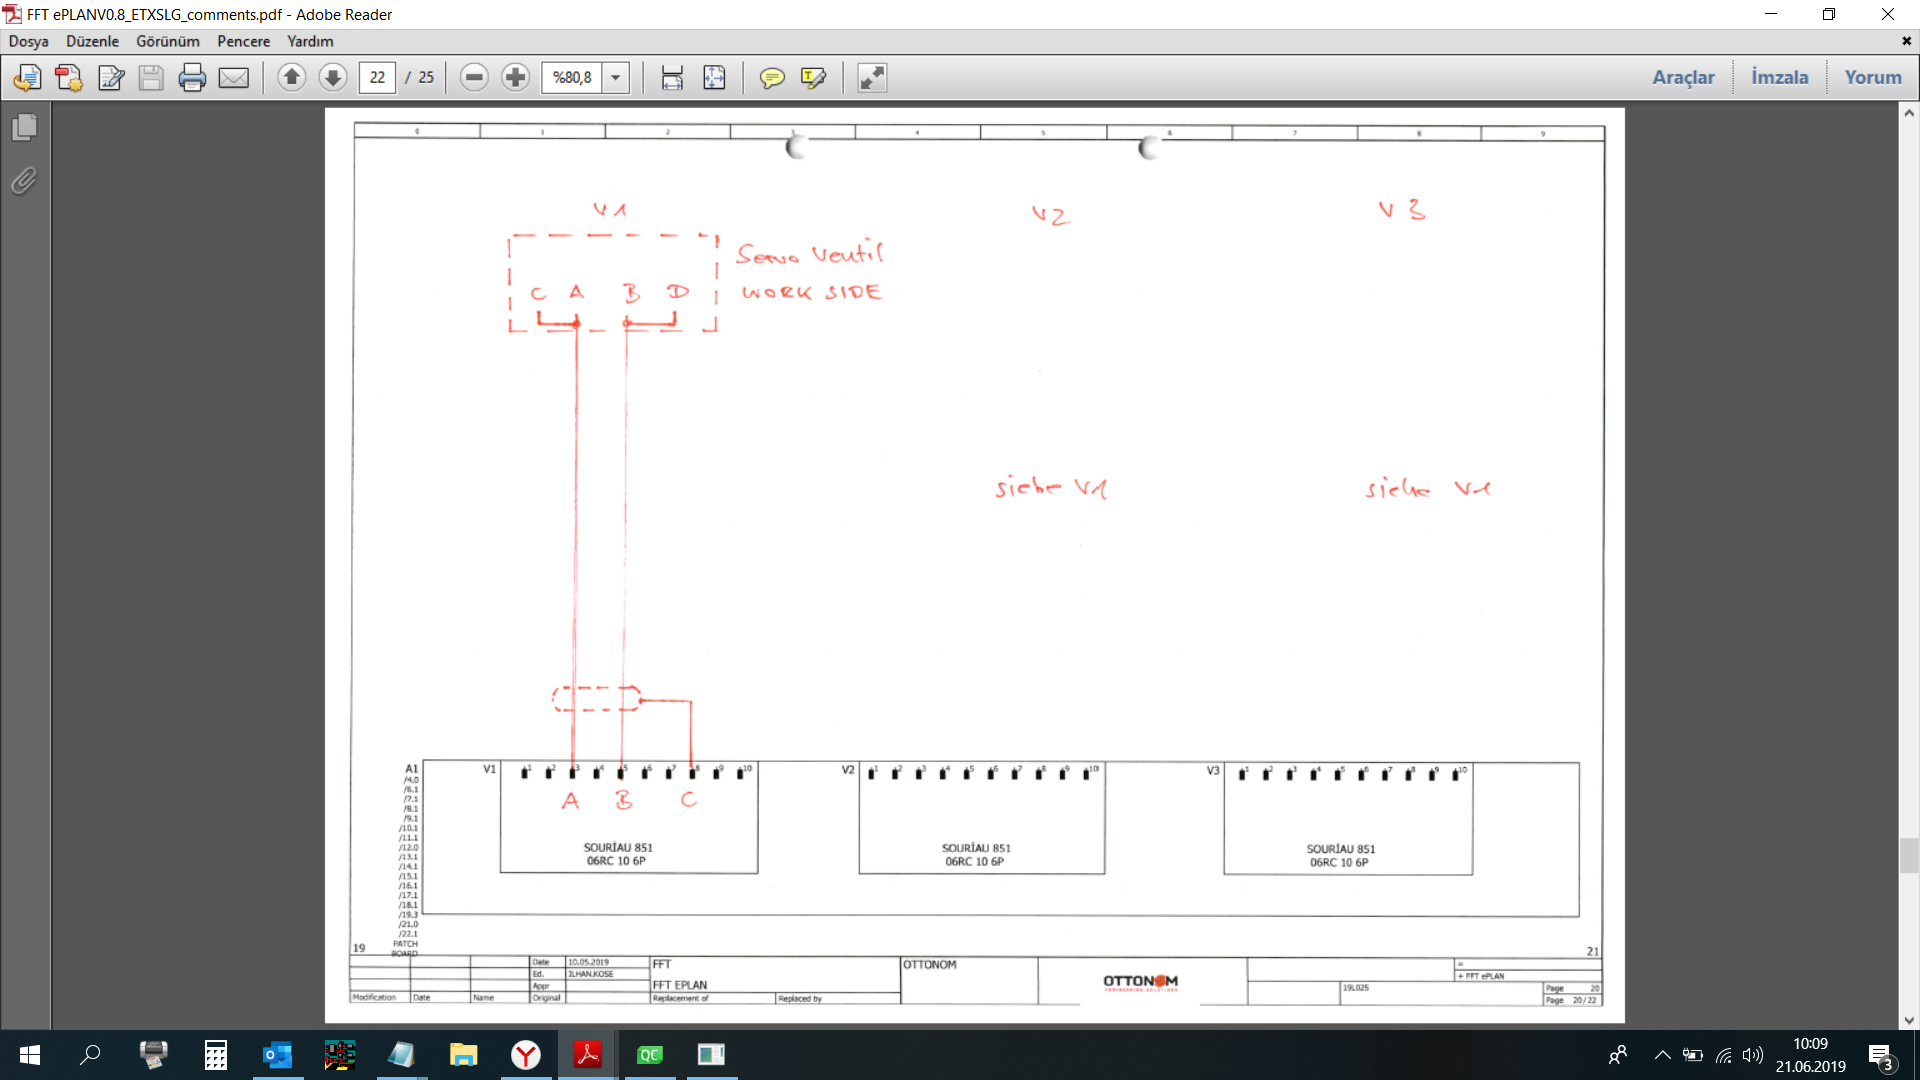 FFT ePLANV0.8_ETXSLG_comments.pdf - Adobe Reader
Dosya Düzenle Görünüm Pencere Yardım
22 / 25 %80,8 Araçlar İmzala Yorum
0 1 2 3 4 5 6 7 8 9
V1 V2 V3
Servo Ventil
C A B D WORK SIDE
siehe V1 siehe V1
A1 V1 1 2 3 4 5 6 7 8 9 10 V2 1 2 3 4 5 6 7 8 9 10 V3 1 2 3 4 5 6 7 8 9 10
/4.0
/6.1
/7.1
/8.1
/9.1
/10.1
/11.1
/12.0
/13.1
/14.1
/15.1
/16.1
/17.1
/18.1
/19.3
/21.0
/22.1
PATCH
BOARD
A B C
SOURİAU 851 SOURİAU 851 SOURİAU 851
06RC 10 6P 06RC 10 6P 06RC 10 6P
19 21
Date 10.05.2019 FFT OTTONOM =
Ed. ILHAN.KOSE + FFT ePLAN
Appr FFT EPLAN OTTONOM
ENGINEERING SOLUTIONS
19L025 Page 20
Modification Date Name Original Replacement of Replaced by Page 20/22
QC
10:09
21.06.2019
3